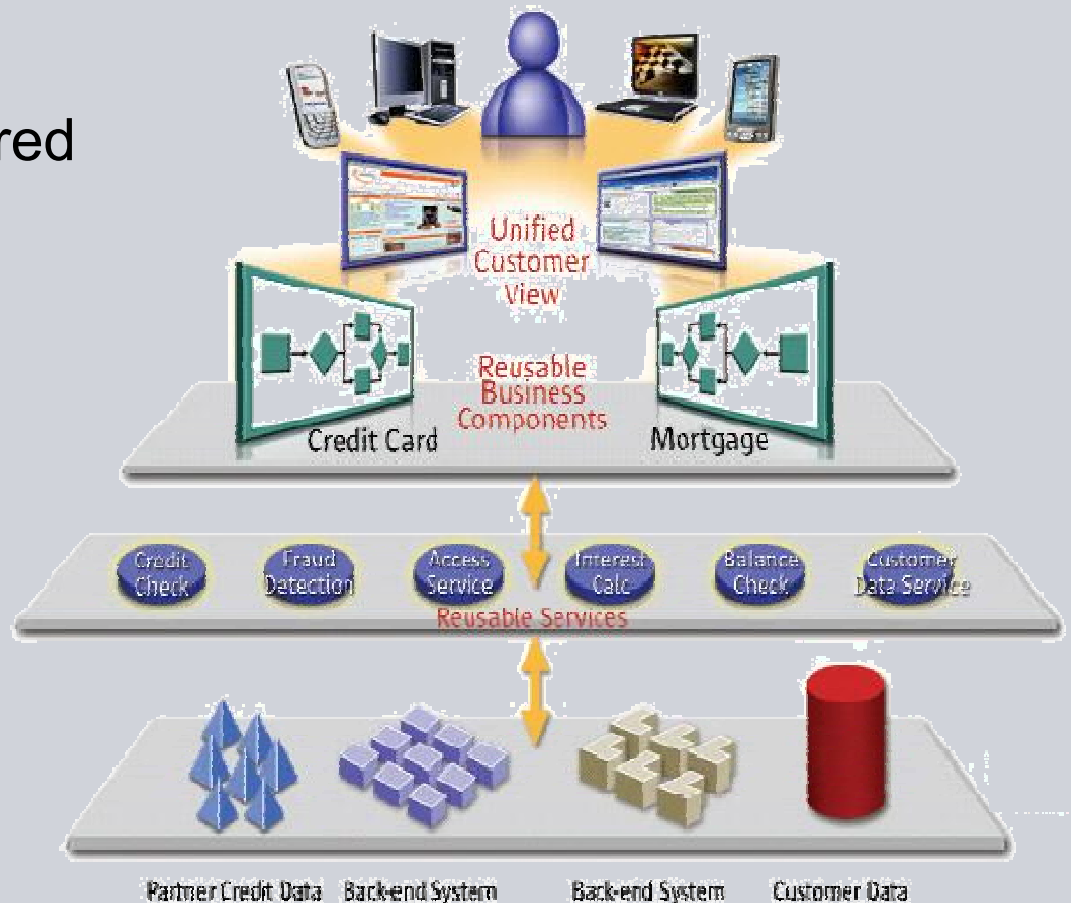 red
Unified
Customer
View
Reusable
Business
Components
Credit Card
Mortgage
Credit
Check
Fraud
Detection
Access
Service
Interest
Calc
Balance
Check
Customer
Data Service
Reusable Services
Partner Credit Data
Back-end System
Back-end System
Customer Data